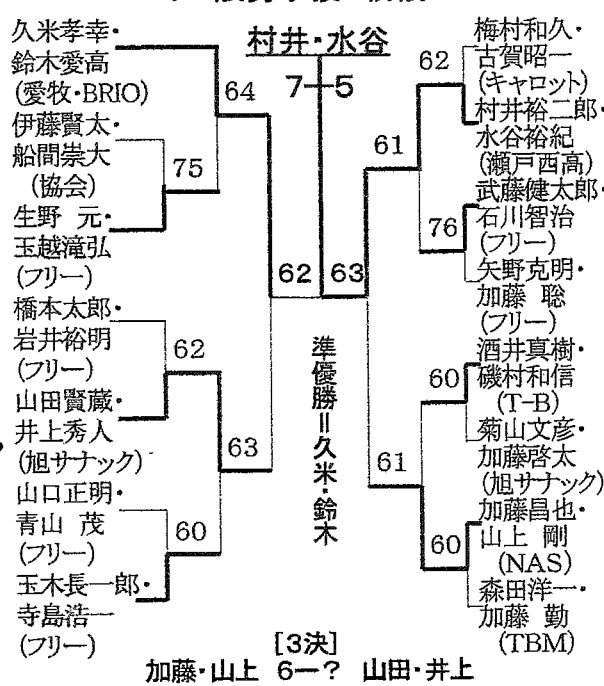 村井・水谷
7－5
久米孝幸・
鈴木愛高
(愛牧・BRIO)
伊藤賢太・
船間崇大
(協会)
生野 元・
玉越滝弘
(フリー)
橋本太郎・
岩井裕明
(フリー)
山田賢蔵・
井上秀人
(旭サナック)
山口正明・
青山 茂
(フリー)
玉木長一郎・
寺島浩一
(フリー)
64
75
62
62
63
60
63
準優勝＝久米・鈴木
62
61
76
60
61
60
梅村和久・
古賀昭一
(キャロット)
村井裕二郎・
水谷裕紀
(瀬戸西高)
武藤健太郎・
石川智治
(フリー)
矢野克明・
加藤 聡
(フリー)
酒井真樹・
磯村和信
(T-B)
菊山文彦・
加藤啓太
(旭サナック)
加藤昌也・
山上 剛
(NAS)
森田洋一・
加藤 勤
(TBM)
[3決]
加藤・山上 6ー? 山田・井上